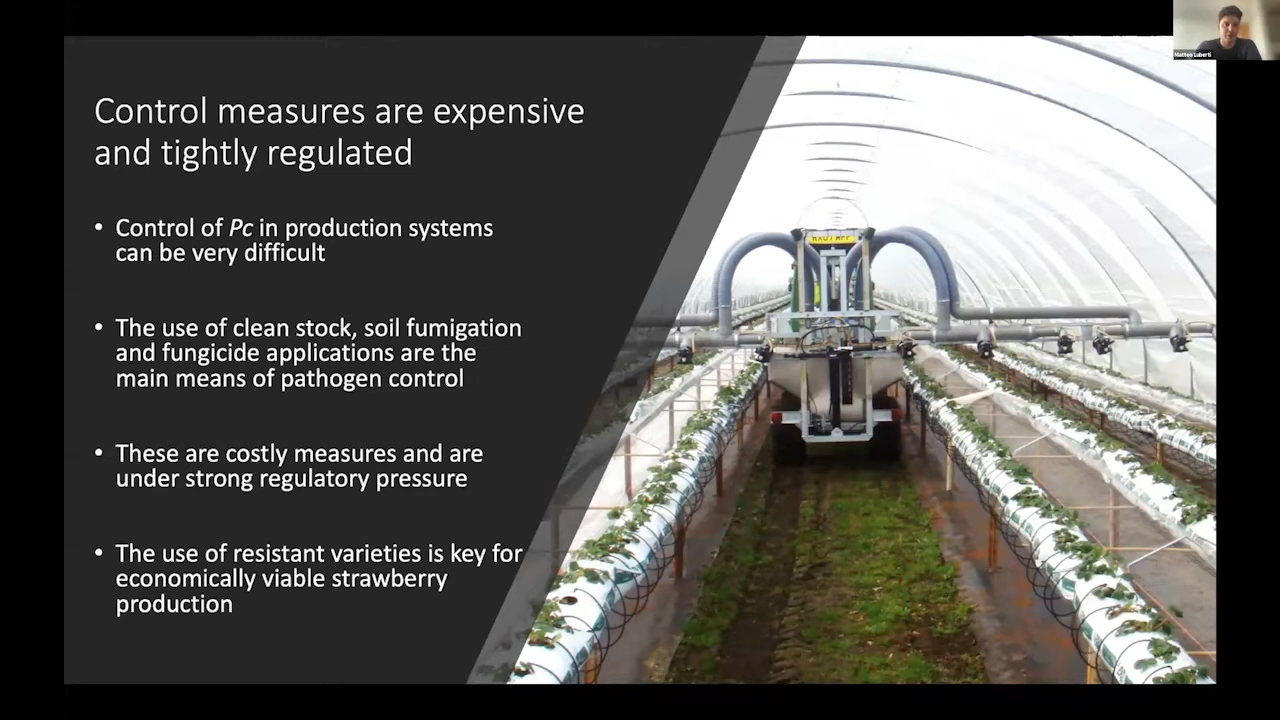 Matteo Luberti
Control measures are expensive
and tightly regulated
• Control of Pc in production systems
can be very difficult
• The use of clean stock, soil fumigation
and fungicide applications are the
main means of pathogen control
• These are costly measures and are
under strong regulatory pressure
• The use of resistant varieties is key for
economically viable strawberry
production